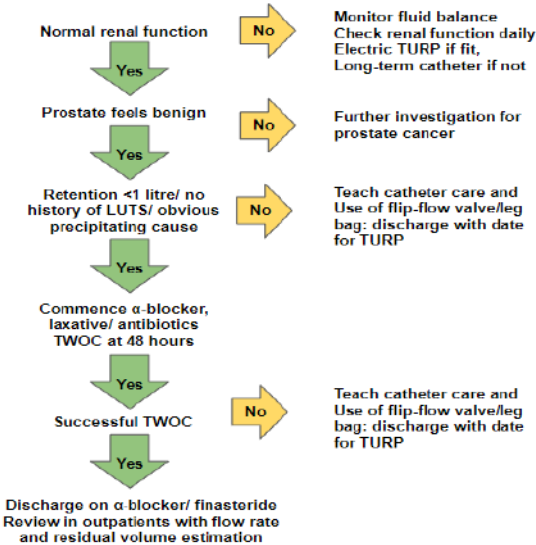 Normal renal function
No
Monitor fluid balance
Check renal function daily
Electric TURP if fit,
Long-term catheter if not
Yes
Prostate feels benign
No
Further investigation for
prostate cancer
Yes
Retention <1 litre/ no
history of LUTS/ obvious
precipitating cause
No
Teach catheter care and
Use of flip-flow valve/leg
bag: discharge with date
for TURP
Yes
Commence α-blocker,
laxative/ antibiotics
TWOC at 48 hours
Yes
Successful TWOC
No
Teach catheter care and
Use of flip-flow valve/leg
bag: discharge with date
for TURP
Yes
Discharge on α-blocker/ finasteride
Review in outpatients with flow rate
and residual volume estimation